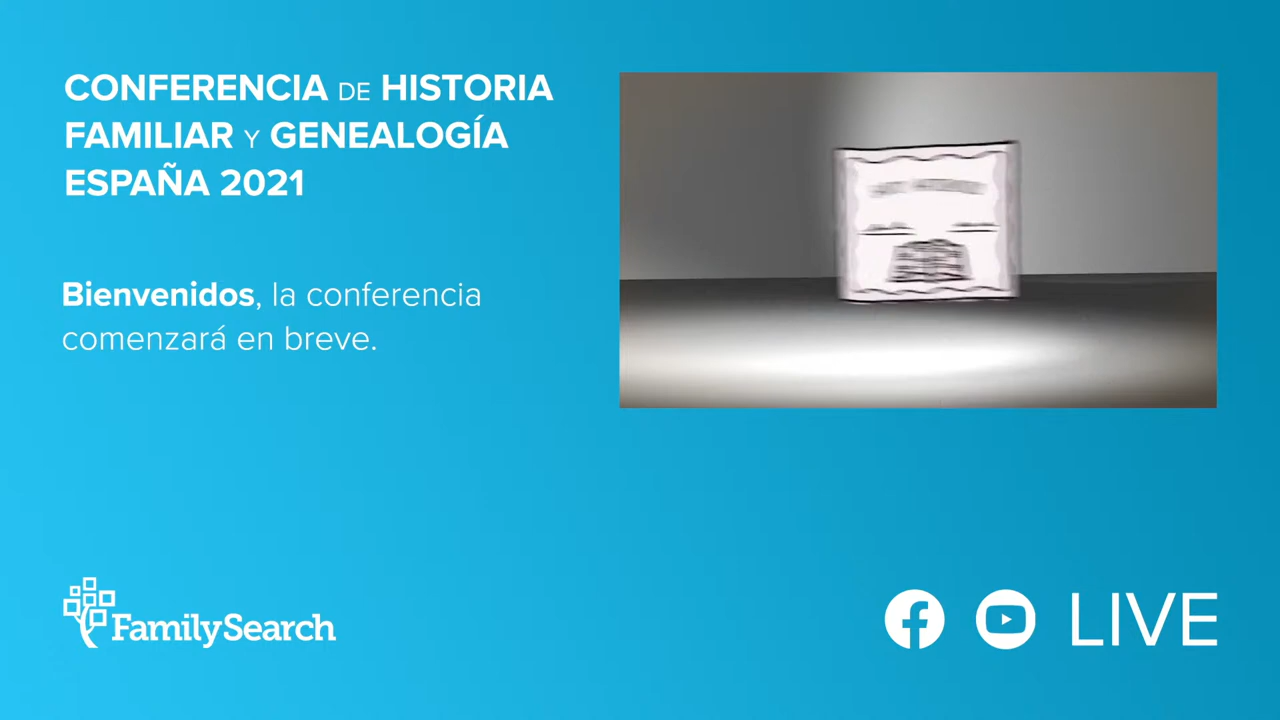 CONFERENCIA DE HISTORIA
FAMILIAR Y GENEALOGÍA
ESPAÑA 2021
Bienvenidos, la conferencia
comenzará en breve.
FamilySearch
LIVE